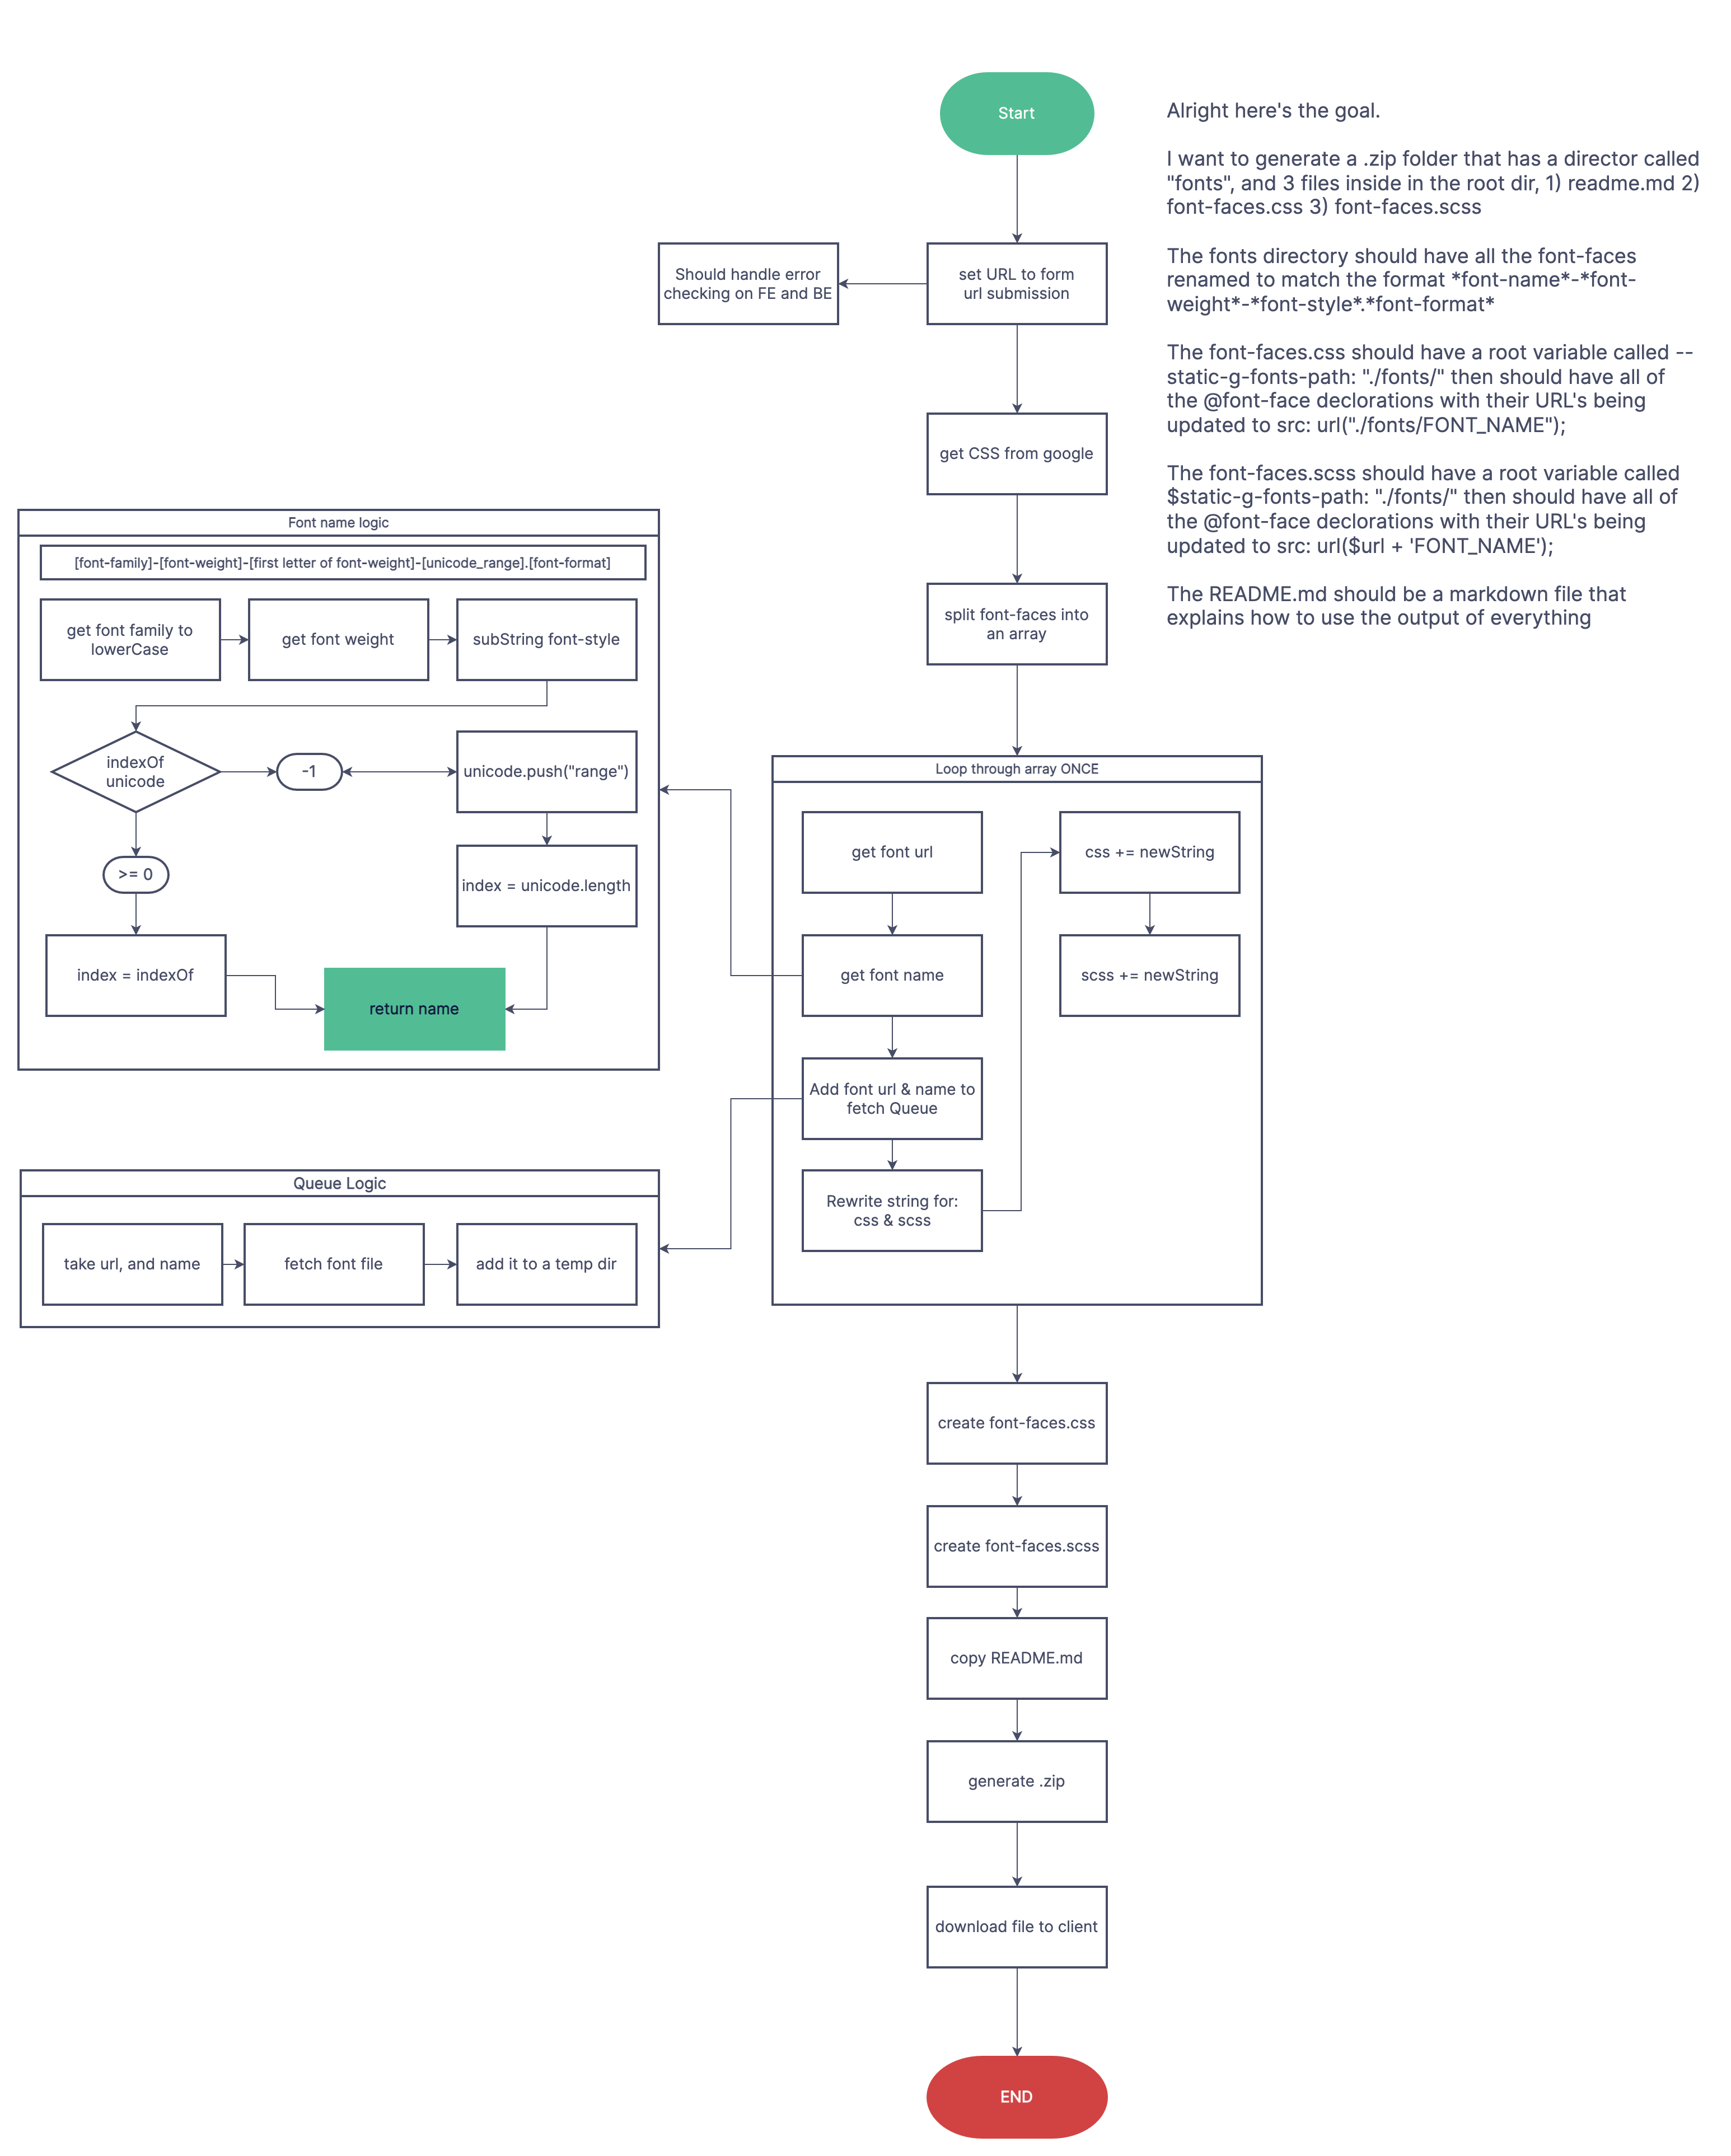 Start
Alright here's the goal.
I want to generate a .zip folder that has a director called
"fonts", and 3 files inside in the root dir, 1) readme.md 2)
font-faces.css 3) font-faces.scss
The fonts directory should have all the font-faces
renamed to match the format *font-name*-*font-
weight*-*font-style*.*font-format*
The font-faces.css should have a root variable called --
static-g-fonts-path: "./fonts/" then should have all of
the @font-face declorations with their URL's being
updated to src: url("./fonts/FONT_NAME");
The font-faces.scss should have a root variable called
$static-g-fonts-path: "./fonts/" then should have all of
the @font-face declorations with their URL's being
updated to src: url($url + 'FONT_NAME');
The README.md should be a markdown file that
explains how to use the output of everything
Should handle error
checking on FE and BE
set URL to form
url submission
get CSS from google
split font-faces into
an array
Font name logic
[font-family]-[font-weight]-[first letter of font-weight]-[unicode_range].[font-format]
get font family to
lowerCase
get font weight
subString font-style
indexOf
unicode
-1
unicode.push("range")
>= 0
index = unicode.length
index = indexOf
return name
Loop through array ONCE
get font url
css += newString
get font name
scss += newString
Add font url & name to
fetch Queue
Rewrite string for:
css & scss
Queue Logic
take url, and name
fetch font file
add it to a temp dir
create font-faces.css
create font-faces.scss
copy README.md
generate .zip
download file to client
END